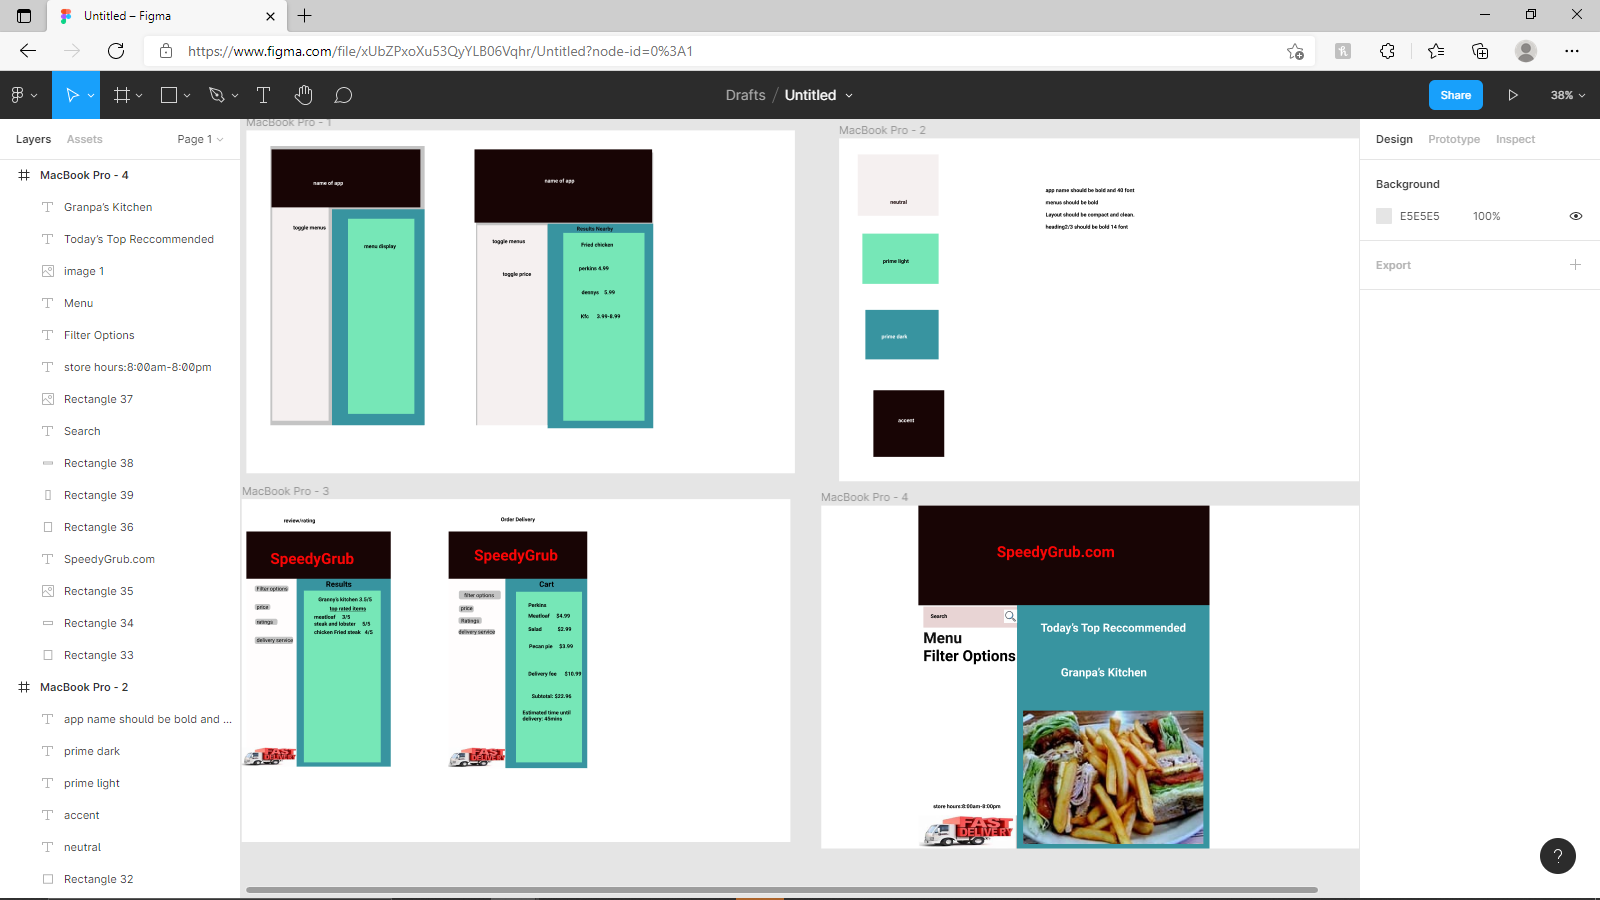 Untitled – Figma
https://www.figma.com/file/xUbZPxoXu53QyYLB06Vqhr/Untitled?node-id=0%3A1
Drafts / Untitled
Share
38%
Layers
Assets
Page 1
Design
Prototype
Inspect
Background
E5E5E5
100%
Export
MacBook Pro - 4
Granpa's Kitchen
Today's Top Reccommended
image 1
Menu
Filter Options
store hours:8:00am-8:00pm
Rectangle 37
Search
Rectangle 38
Rectangle 39
Rectangle 36
SpeedyGrub.com
Rectangle 35
Rectangle 34
Rectangle 33
MacBook Pro - 2
app name should be bold and ...
prime dark
prime light
accent
neutral
Rectangle 32
MacBook Pro - 1
name of app
toggle menus
menu display
name of app
toggle menus
toggle price
Results Nearby
Fried chicken
perkins 4.99
dennys 5.99
Kfc 3.99-8.99
MacBook Pro - 2
neutral
prime light
prime dark
accent
app name should be bold and 40 font
menus should be bold
Layout should be compact and clean.
heading2/3 should be bold 14 font
MacBook Pro - 3
review/rating
SpeedyGrub
Filter options
price
ratings
delivery service
Results
Granny's kitchen 3.5/5
top rated items
meatloaf 3/5
steak and lobster 5/5
chicken Fried steak 4/5
FAST
DELIVERY
Order Delivery
SpeedyGrub
filter options
price
Ratings
delivery service
Cart
Perkins
Meatloaf $4.99
Salad $2.99
Pecan pie $3.99
Delivery fee $10.99
Subtotal: $22.96
Estimated time until
delivery: 45mins
FAST
DELIVERY
MacBook Pro - 4
SpeedyGrub.com
Search
Menu
Filter Options
Today's Top Reccommended
Granpa's Kitchen
store hours:8:00am-8:00pm
FAST
DELIVERY
?